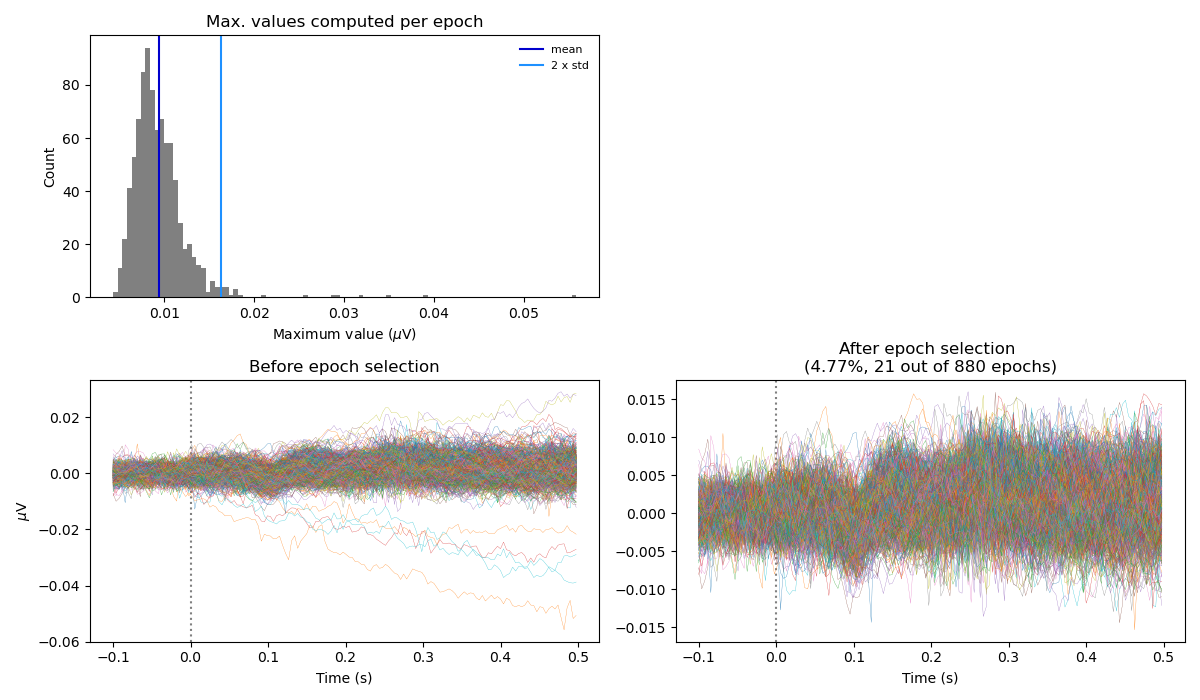 Max. values computed per epoch
mean
2 x std
Count
80
60
40
20
0
0.01 0.02 0.03 0.04 0.05
Maximum value (μV)
Before epoch selection
μV
0.02
0.00
−0.02
−0.04
−0.06
−0.1 0.0 0.1 0.2 0.3 0.4 0.5
Time (s)
After epoch selection
(4.77%, 21 out of 880 epochs)
0.015
0.010
0.005
0.000
−0.005
−0.010
−0.015
−0.1 0.0 0.1 0.2 0.3 0.4 0.5
Time (s)